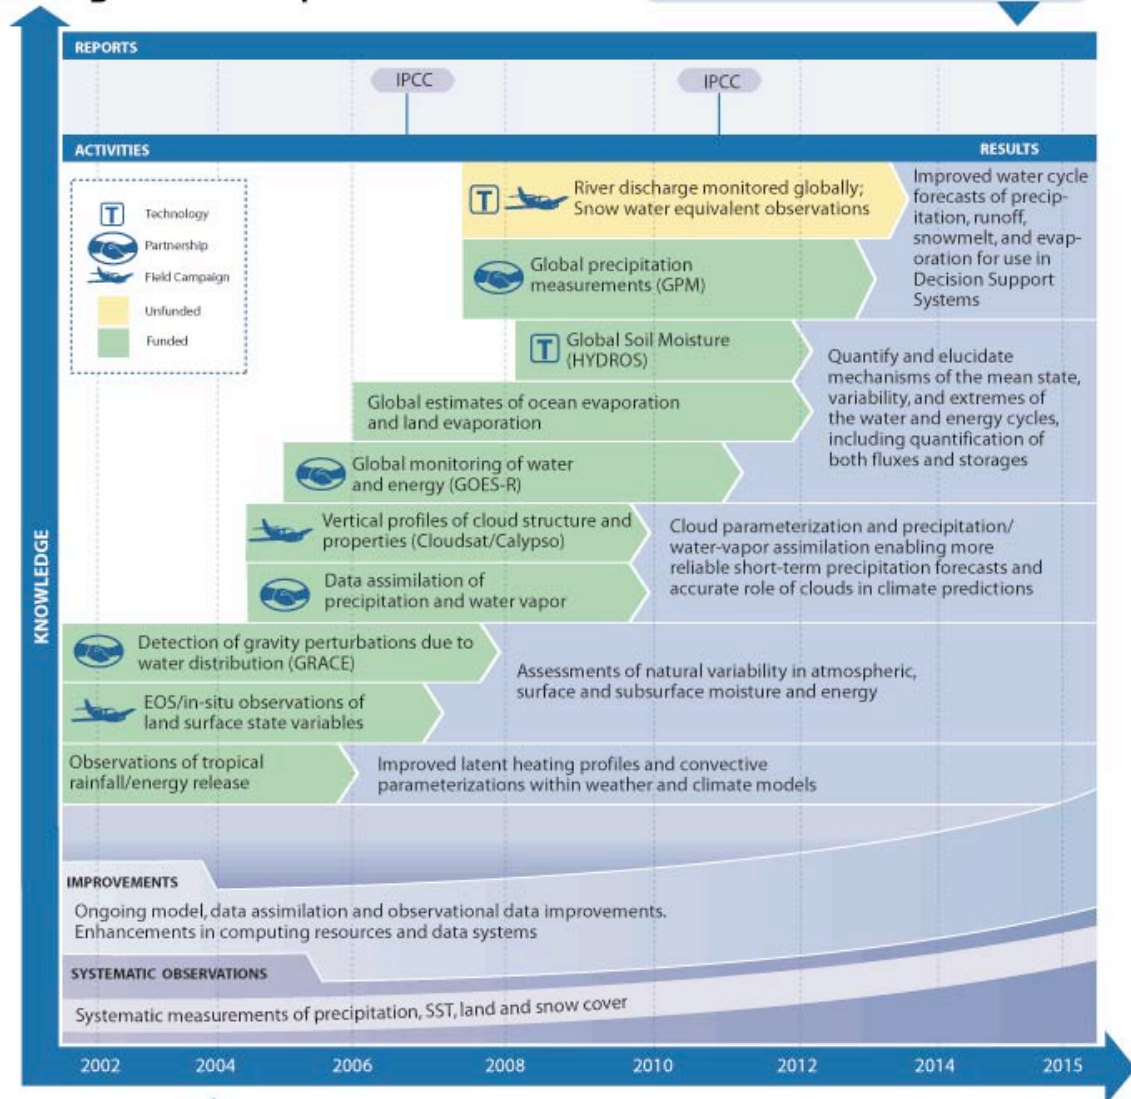 REPORTS
IPCC
IPCC
ACTIVITIES
RESULTS
T
Technology
Partnership
Field Campaign
Unfunded
Funded
T
River discharge monitored globally;
Snow water equivalent observations
Improved water cycle
forecasts of precip-
itation, runoff,
snowmelt, and evap-
oration for use in
Decision Support
Systems
Global precipitation
measurements (GPM)
T
Global Soil Moisture
(HYDROS)
Quantify and elucidate
mechanisms of the mean state,
variability, and extremes of
the water and energy cycles,
including quantification of
both fluxes and storages
Global estimates of ocean evaporation
and land evaporation
Global monitoring of water
and energy (GOES-R)
Vertical profiles of cloud structure and
properties (Cloudsat/Calypso)
Cloud parameterization and precipitation/
water-vapor assimilation enabling more
reliable short-term precipitation forecasts and
accurate role of clouds in climate predictions
Data assimilation of
precipitation and water vapor
Detection of gravity perturbations due to
water distribution (GRACE)
Assessments of natural variability in atmospheric,
surface and subsurface moisture and energy
EOS/in-situ observations of
land surface state variables
Observations of tropical
rainfall/energy release
Improved latent heating profiles and convective
parameterizations within weather and climate models
IMPROVEMENTS
Ongoing model, data assimilation and observational data improvements.
Enhancements in computing resources and data systems
SYSTEMATIC OBSERVATIONS
Systematic measurements of precipitation, SST, land and snow cover
KNOWLEDGE
2002 2004 2006 2008 2010 2012 2014 2015